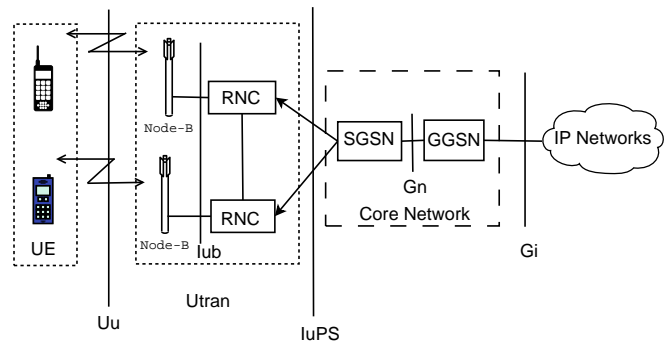 RNC
Node-B
SGSN
GGSN
IP Networks
Gn
Core Network
RNC
Node-B
UE
Iub
Gi
Utran
Uu
IuPS